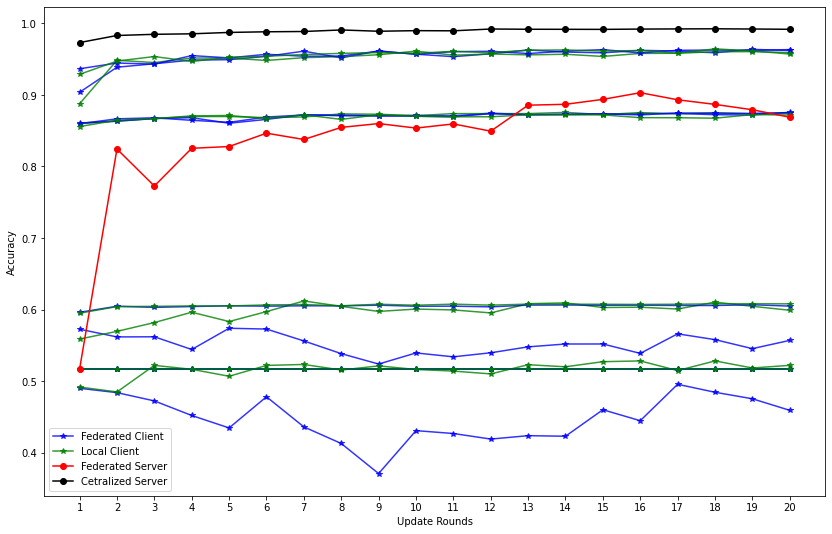 1.0
0.9
0.8
0.7
0.6
0.5
0.4
Accuracy
Federated Client
Local Client
Federated Server
Cetralized Server
1 2 3 4 5 6 7 8 9 10 11 12 13 14 15 16 17 18 19 20
Update Rounds